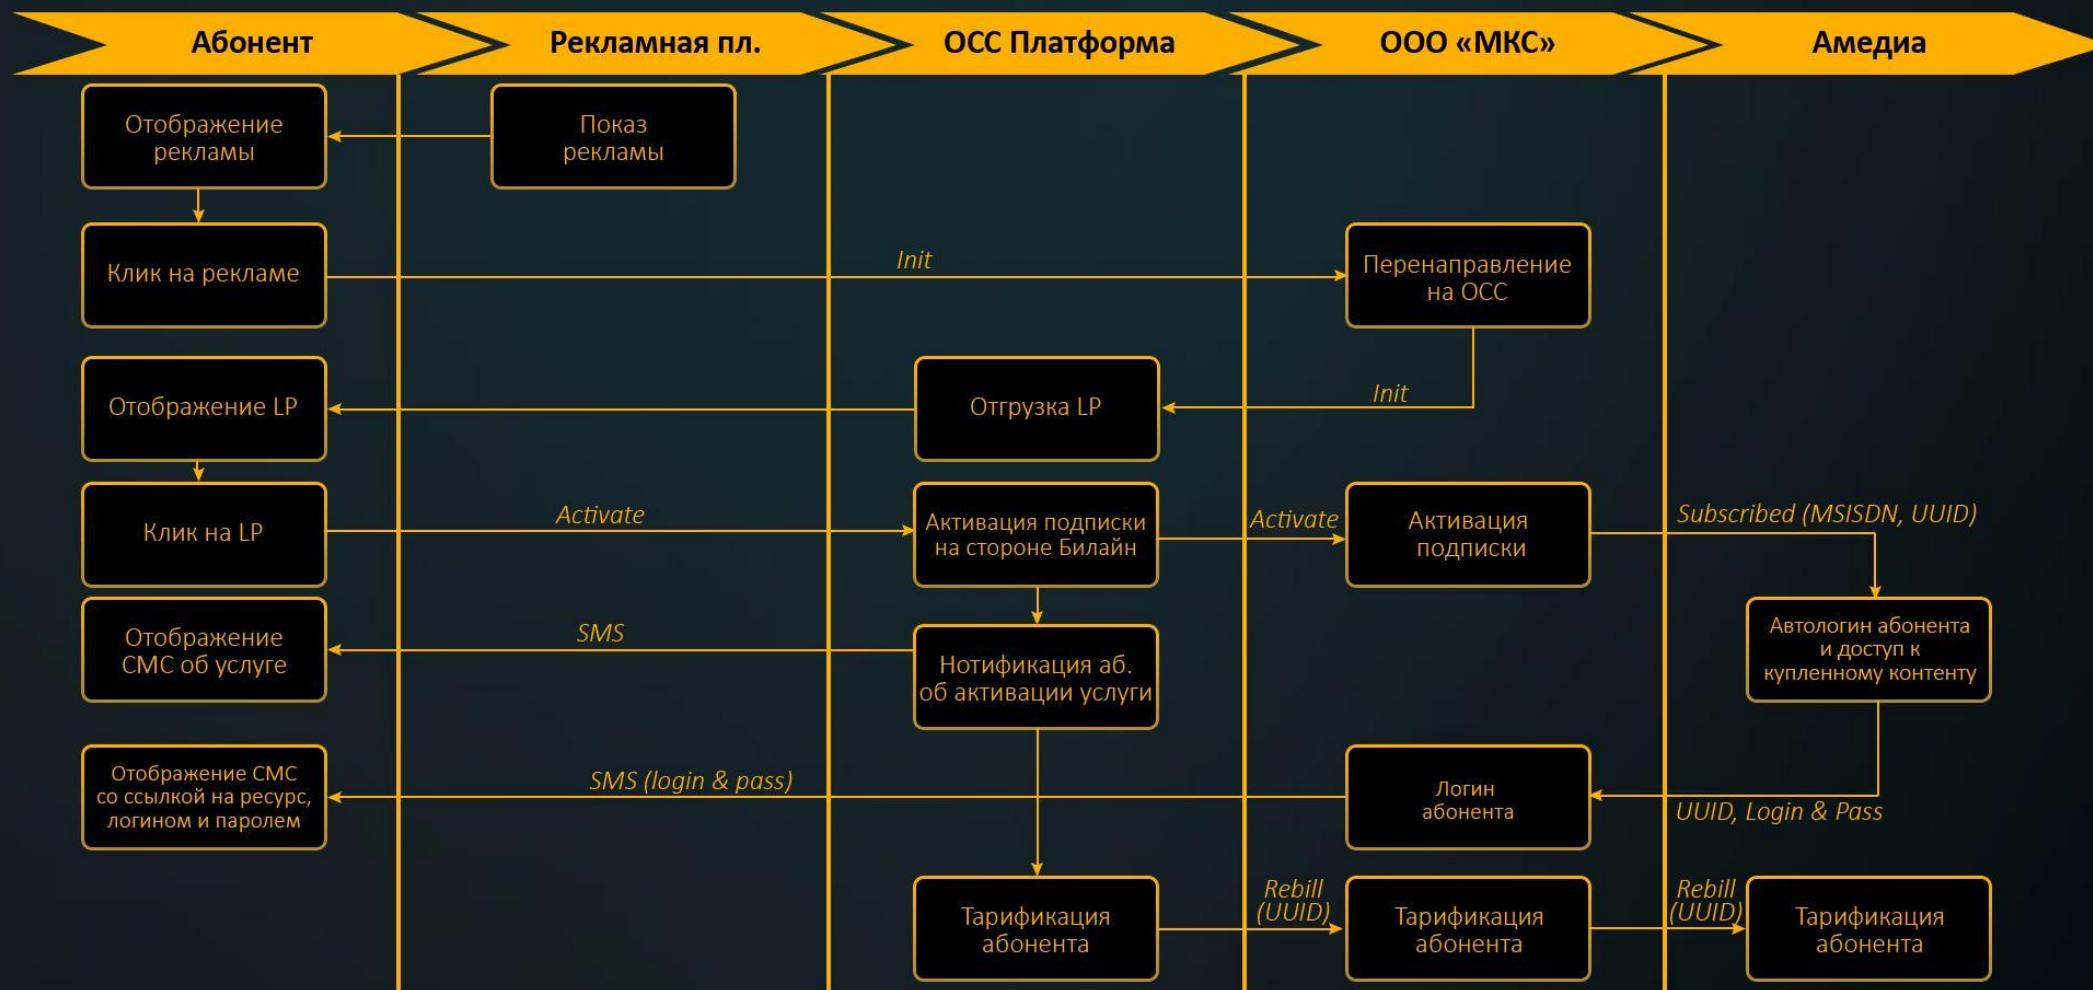 Абонент
Рекламная пл.
ОСС Платформа
ООО «МКС»
Амедиа
Отображение
рекламы
Показ
рекламы
Клик на рекламе
Init
Перенаправление
на ОСС
Отображение LP
Отгрузка LP
Init
Клик на LP
Activate
Активация подписки
на стороне Билайн
Activate
Активация
подписки
Subscribed (MSISDN, UUID)
Отображение
СМС об услуге
SMS
Нотификация аб.
об активации услуги
Автологин абонента
и доступ к
купленному контенту
Отображение СМС
со ссылкой на ресурс,
логином и паролем
SMS (login & pass)
Логин
абонента
UUID, Login & Pass
Тарификация
абонента
Rebill
(UUID)
Тарификация
абонента
Rebill
(UUID)
Тарификация
абонента